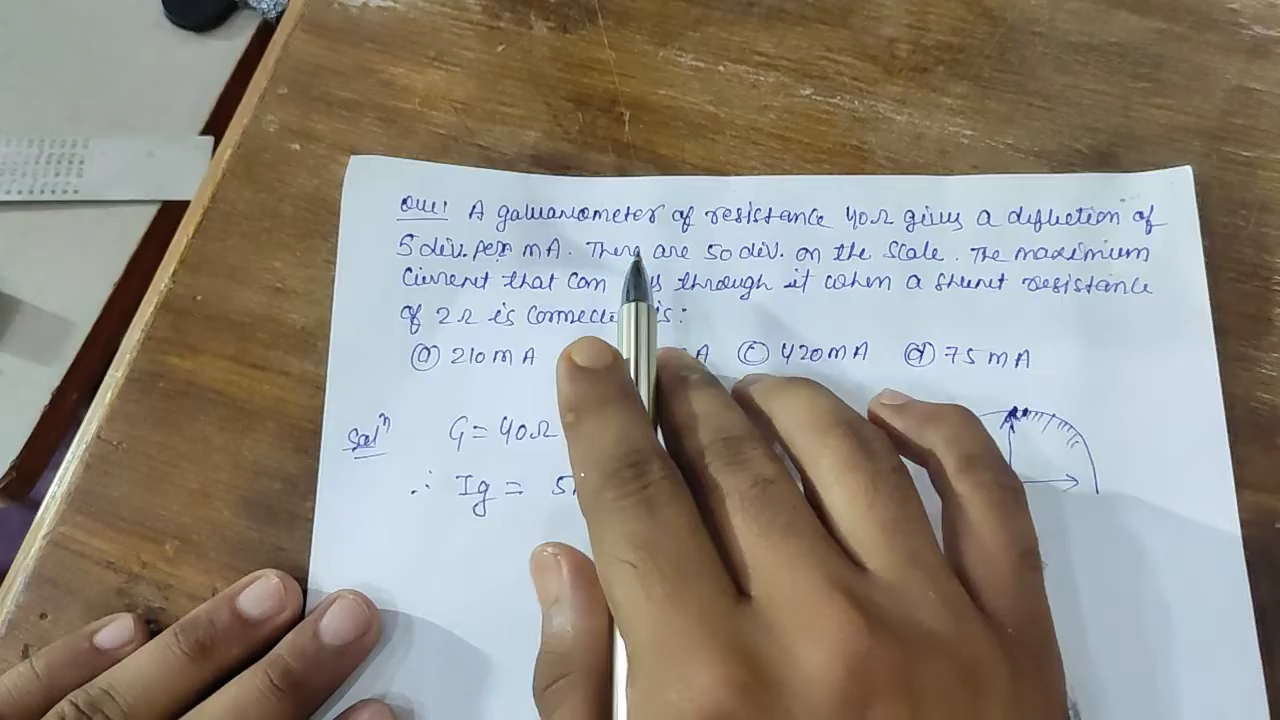 Que: A galvanometer of resistance 40Ω gives a deflection of
5 div. per mA. There are 50 div. on the scale. The maximum
current that can through it when a shunt resistance
of 2Ω is is:
(a) 210 mA (c) 420 mA (d) 75 mA
Solⁿ G = 40Ω
∴ Ig =